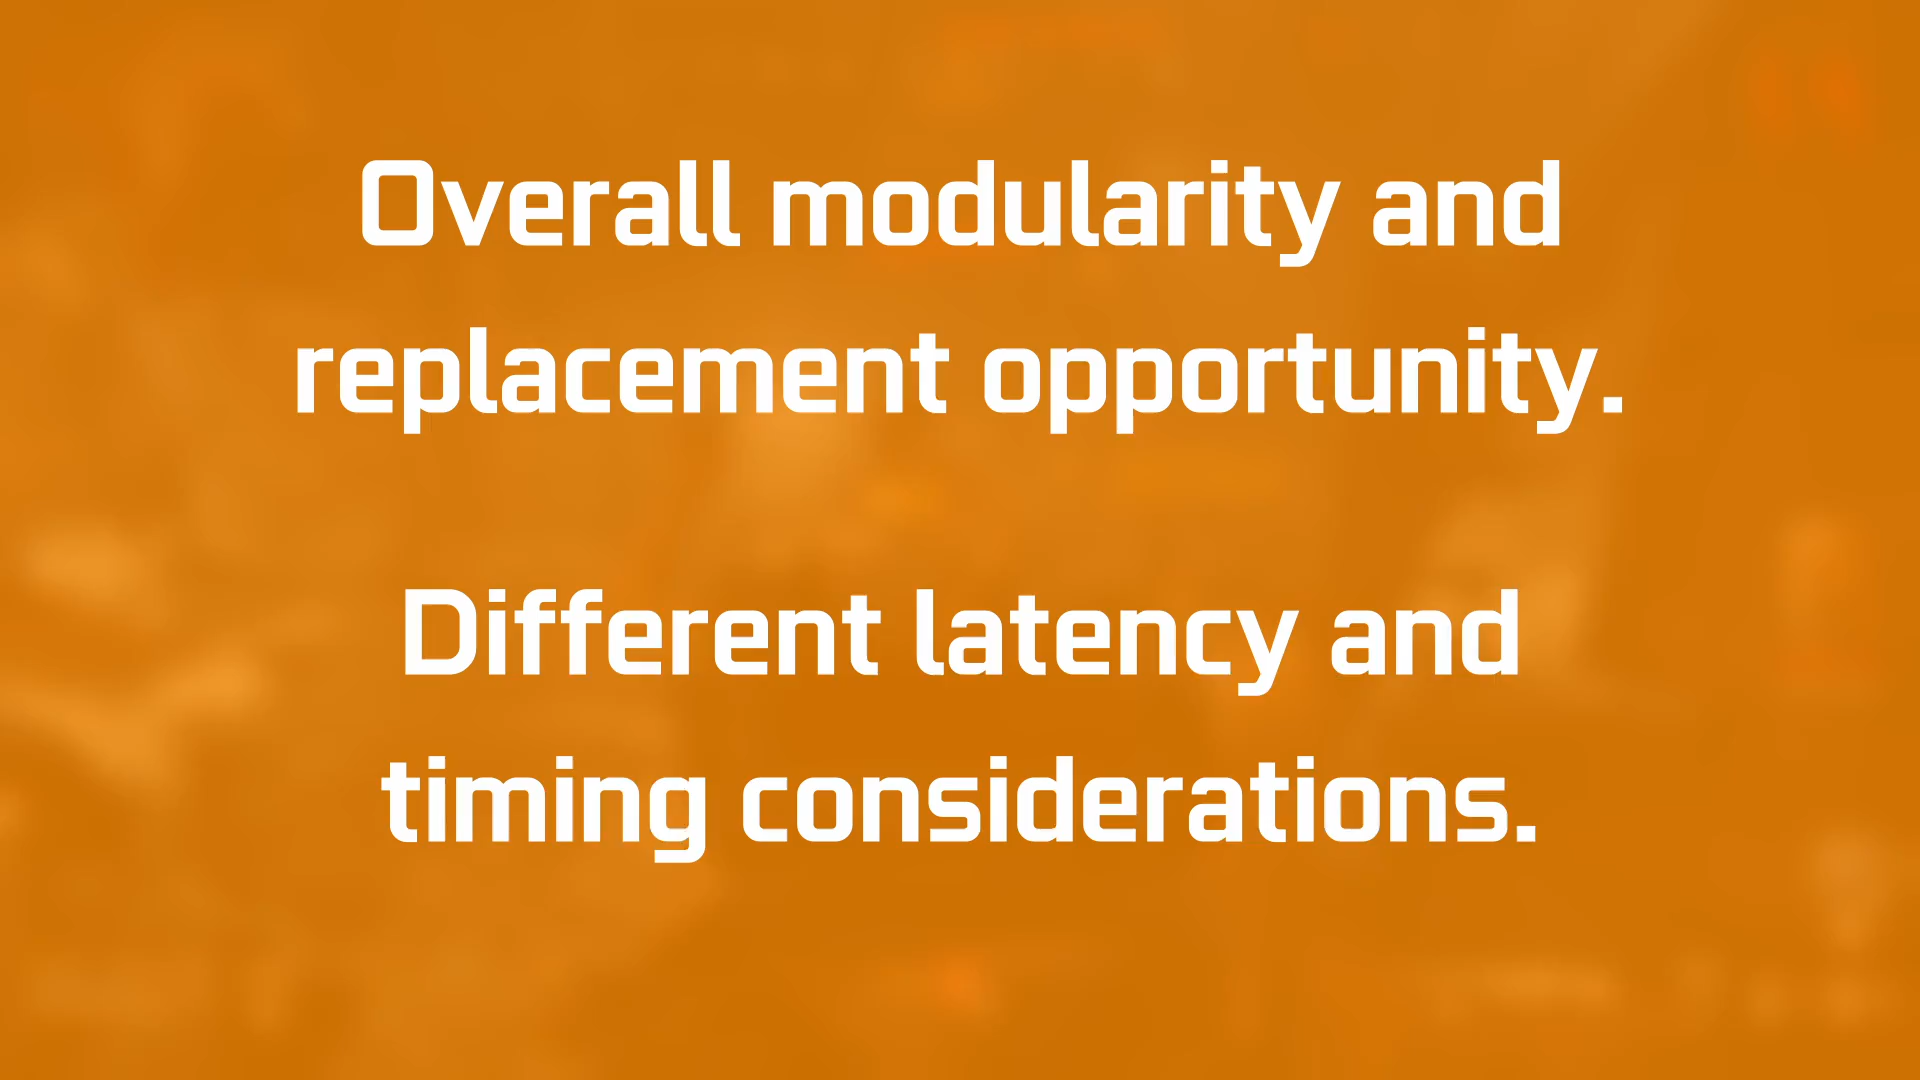 Overall modularity and
replacement opportunity.
Different latency and
timing considerations.